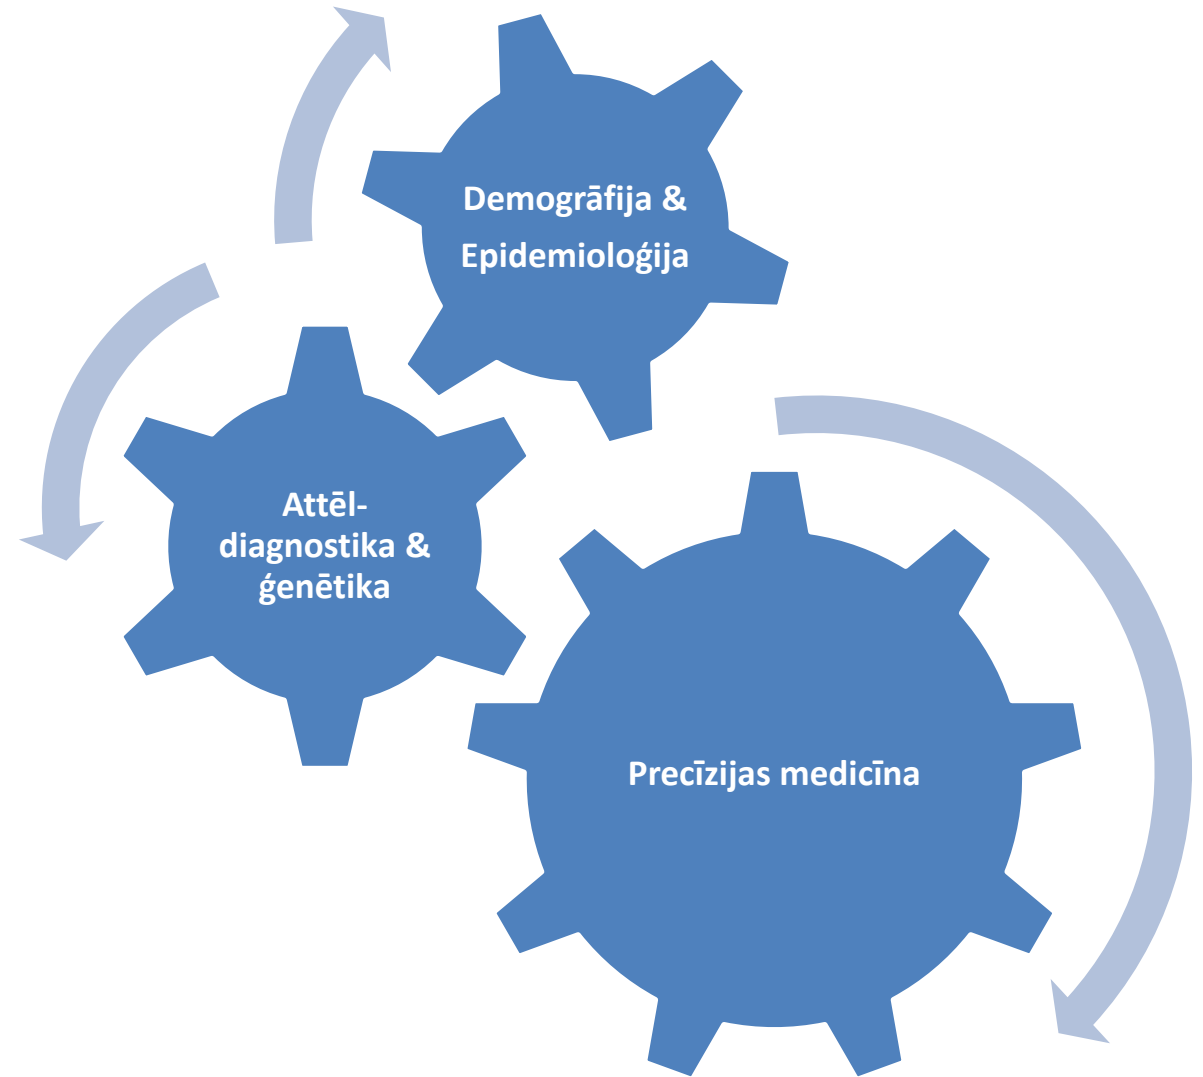 Demogrāfija &
Epidemioloģija
Attēl-
diagnostika &
ģenētika
Precīzijas medicīna